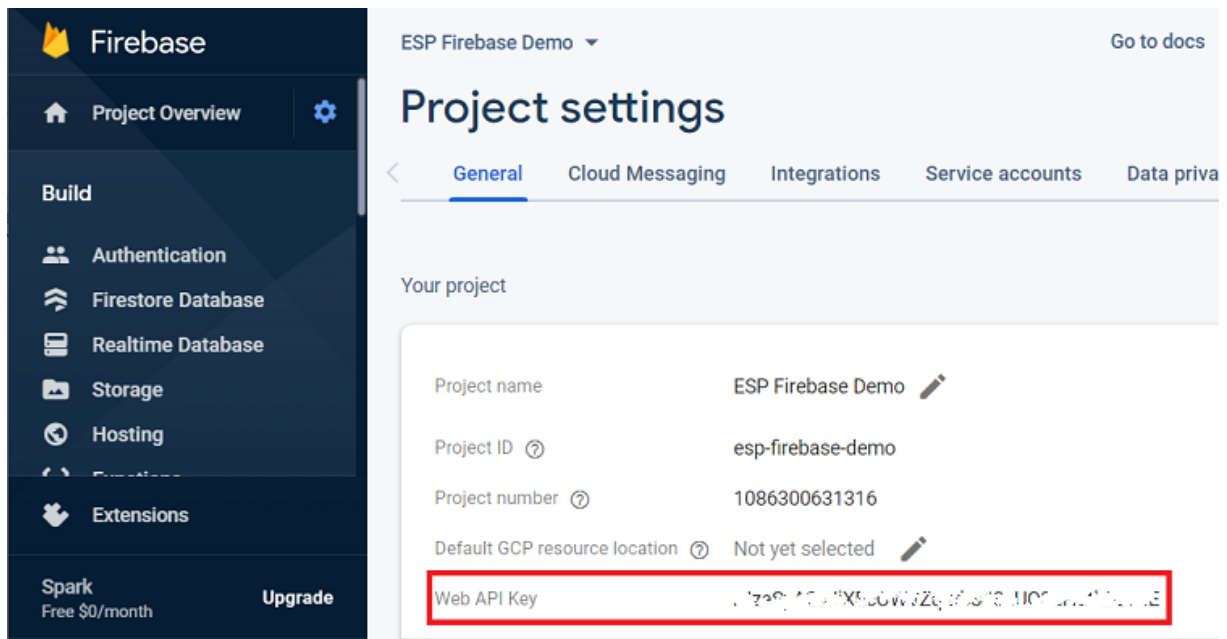 Firebase
Project Overview
Build
Authentication
Firestore Database
Realtime Database
Storage
Hosting
Extensions
Spark
Free $0/month
Upgrade
ESP Firebase Demo
Go to docs
Project settings
General Cloud Messaging Integrations Service accounts Data priva
Your project
Project name ESP Firebase Demo
Project ID esp-firebase-demo
Project number 1086300631316
Default GCP resource location Not yet selected
Web API Key